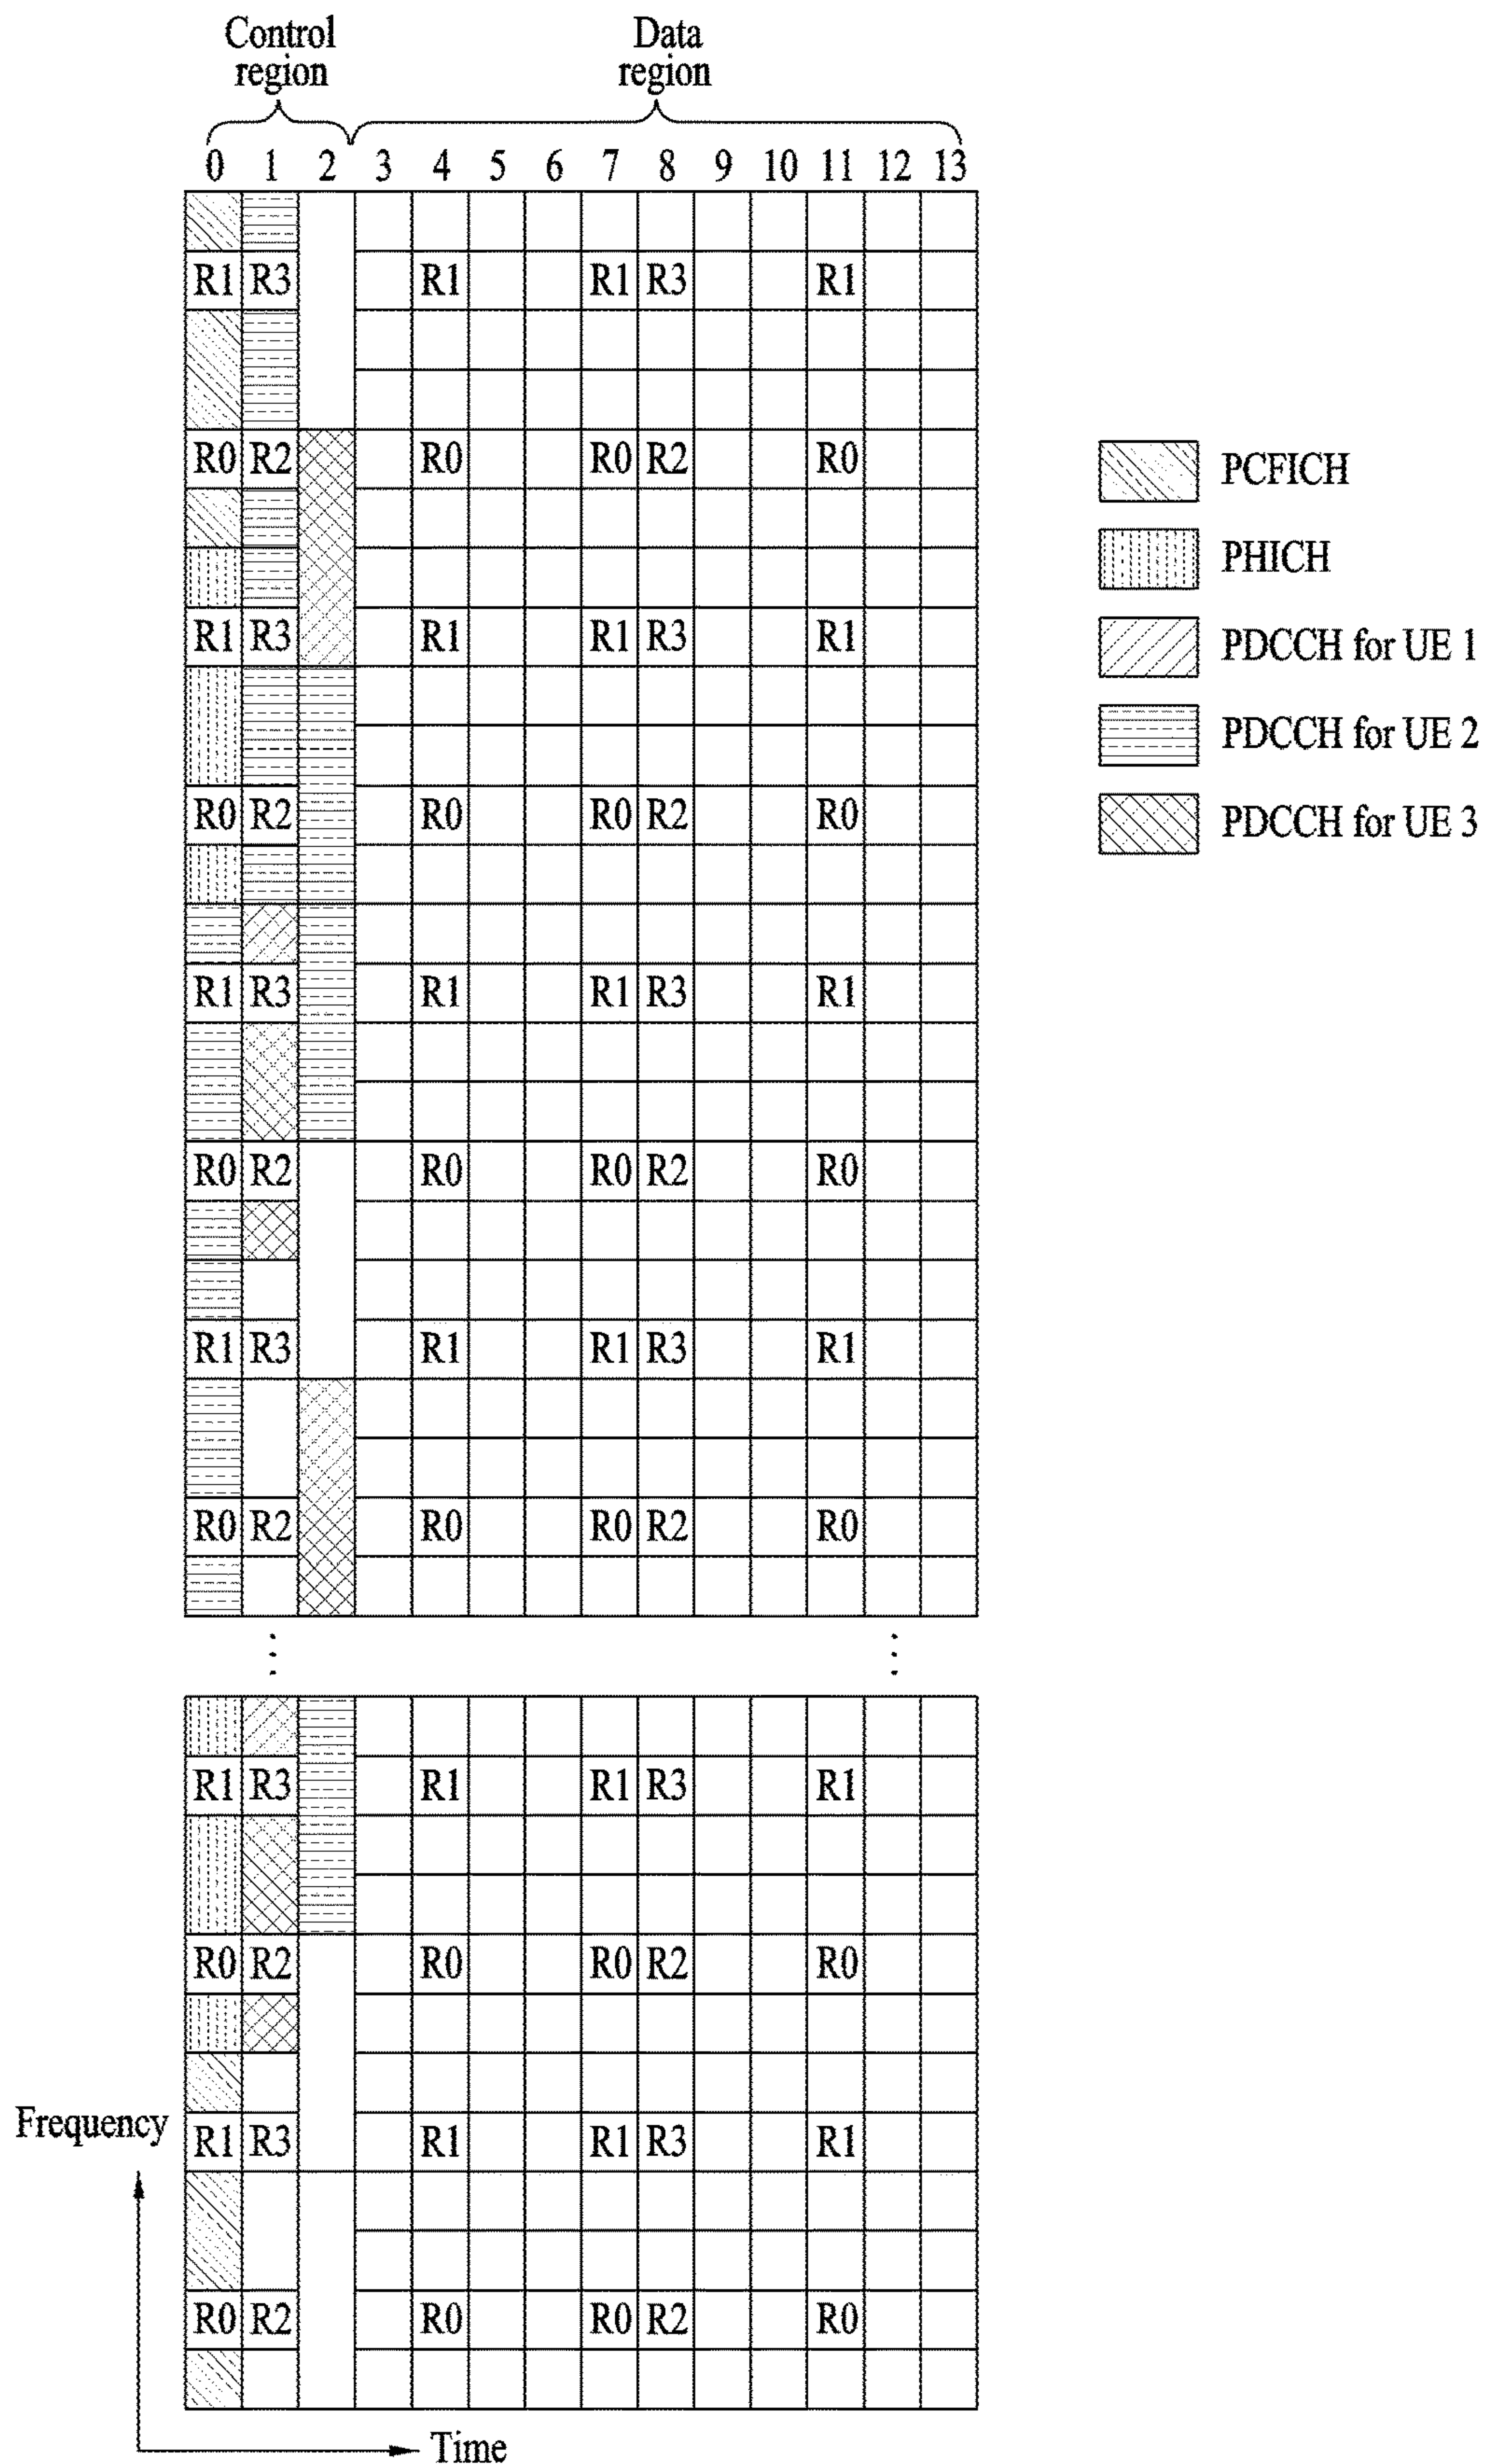 Control region
Data region
0 1 2 3 4 5 6 7 8 9 10 11 12 13
R1 R3 R1 R1 R3 R1
R0 R2 R0 R0 R2 R0
PCFICH
PHICH
R1 R3 R1 R1 R3 R1
PDCCH for UE 1
PDCCH for UE 2
R0 R2 R0 R0 R2 R0
PDCCH for UE 3
R1 R3 R1 R1 R3 R1
R0 R2 R0 R0 R2 R0
R1 R3 R1 R1 R3 R1
R0 R2 R0 R0 R2 R0
R1 R3 R1 R1 R3 R1
R0 R2 R0 R0 R2 R0
Frequency
R1 R3 R1 R1 R3 R1
R0 R2 R0 R0 R2 R0
Time